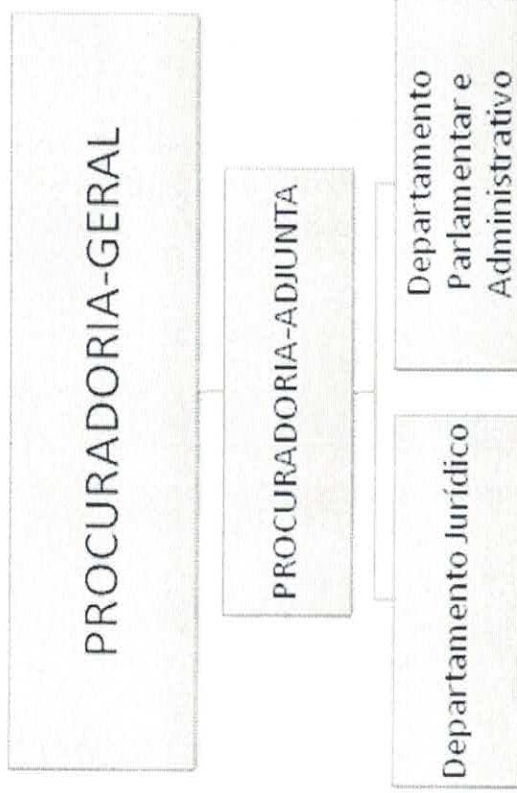 PROCURADORIA-GERAL
PROCURADORIA-ADJUNTA
Departamento Jurídico
Departamento
Parlamentar e
Administrativo